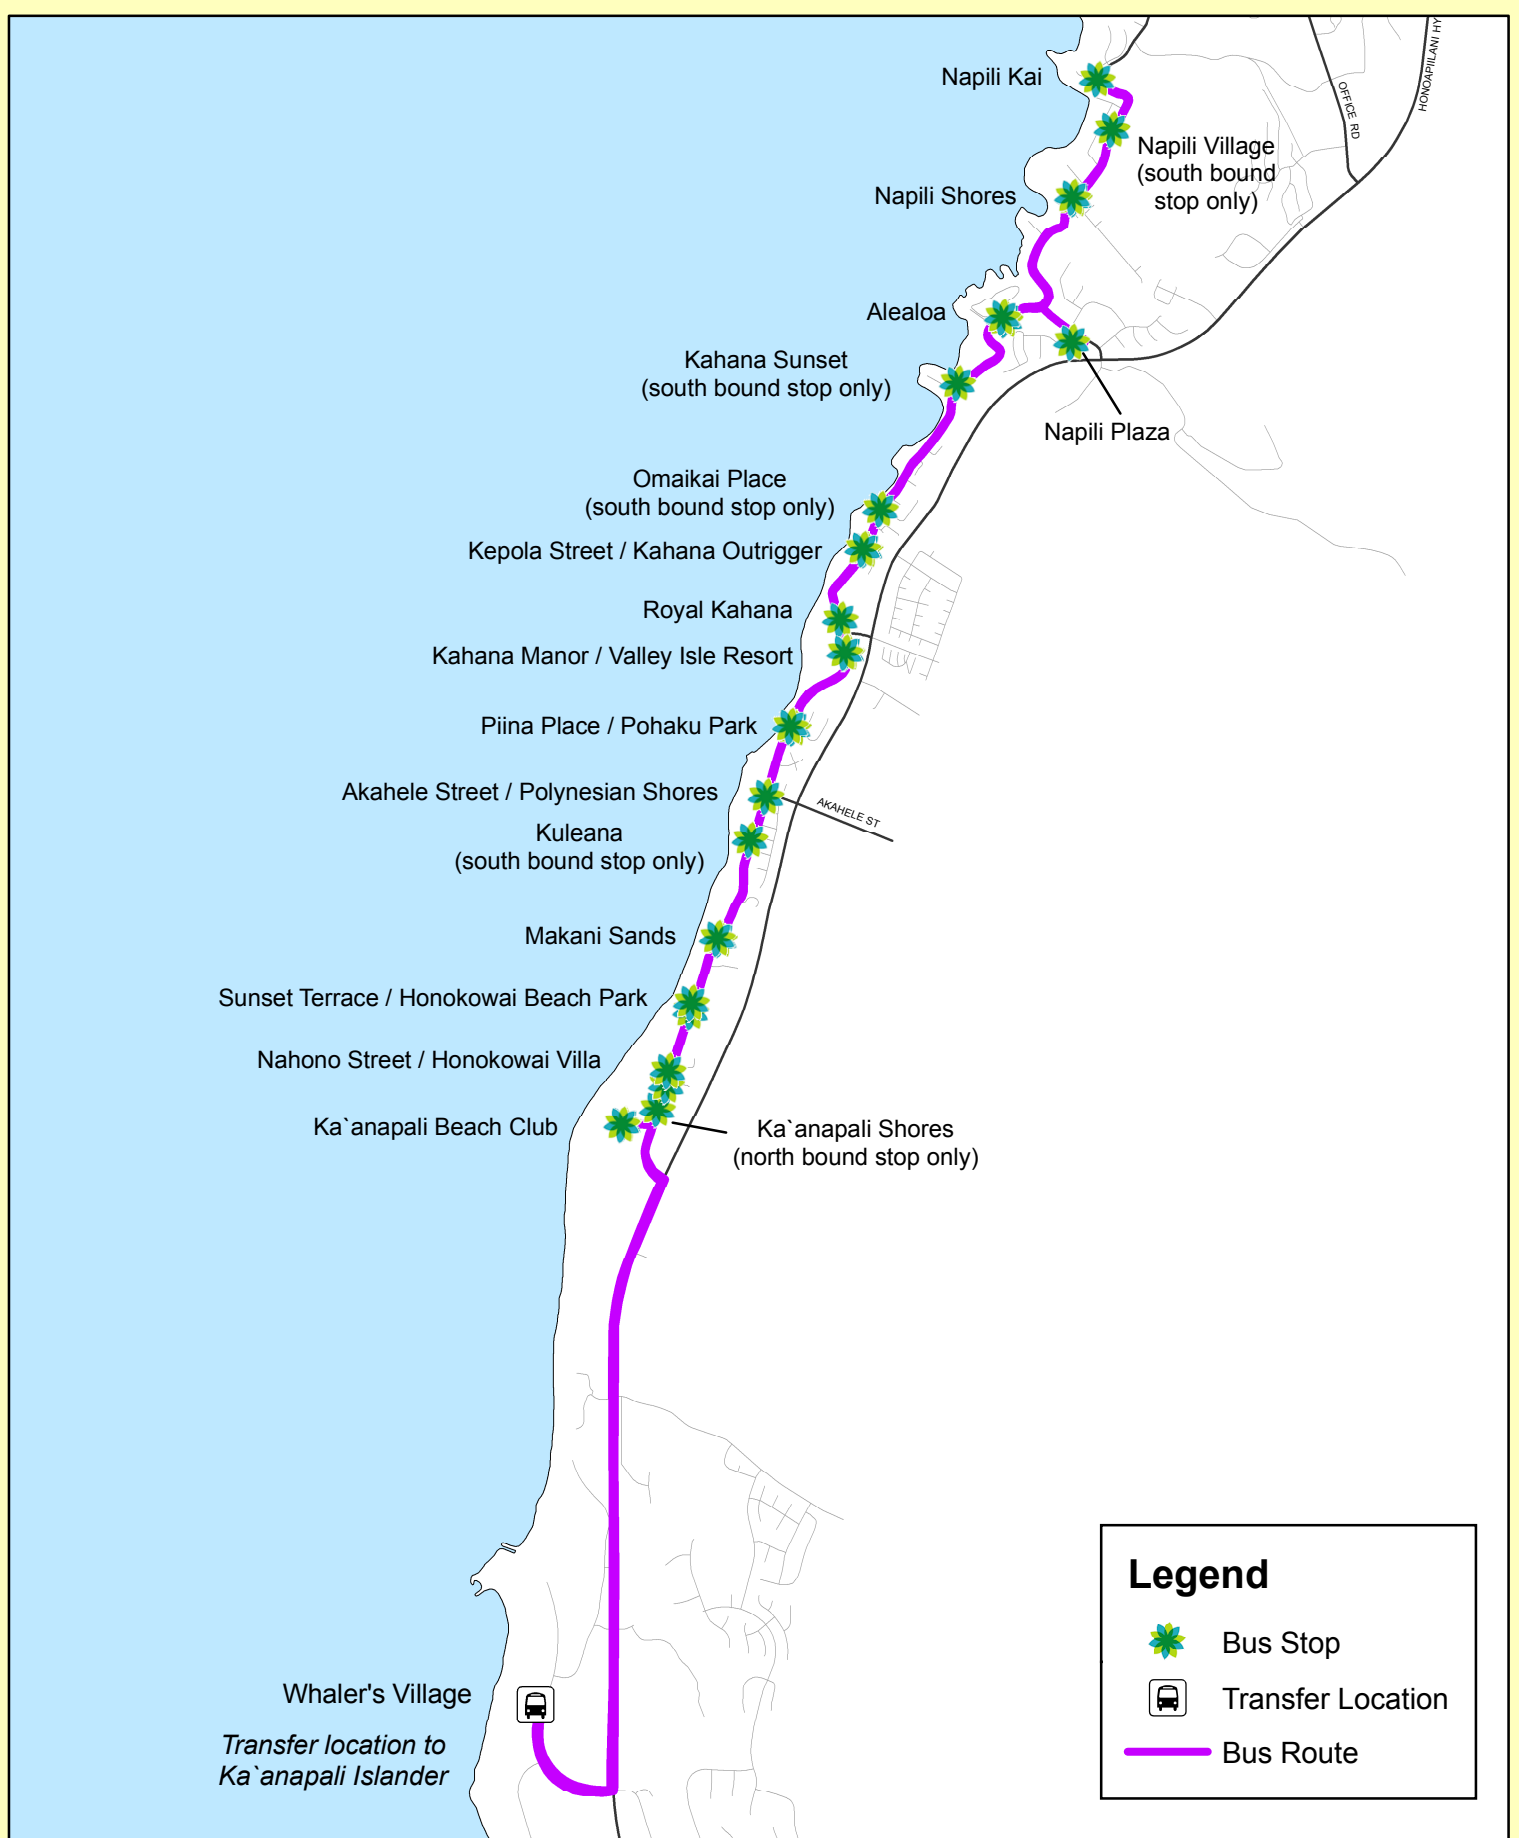 Napili Kai
OFFICE RD
HONOAPIILANI HY
Napili Village
(south bound
stop only)
Napili Shores
Alealoa
Kahana Sunset
(south bound stop only)
Napili Plaza
Omaikai Place
(south bound stop only)
Kepola Street / Kahana Outrigger
Royal Kahana
Kahana Manor / Valley Isle Resort
Piina Place / Pohaku Park
Akahele Street / Polynesian Shores
AKAHELE ST
Kuleana
(south bound stop only)
Makani Sands
Sunset Terrace / Honokowai Beach Park
Nahono Street / Honokowai Villa
Ka`anapali Beach Club
Ka`anapali Shores
(north bound stop only)
Whaler's Village
Transfer location to
Ka`anapali Islander
Legend
Bus Stop
Transfer Location
Bus Route